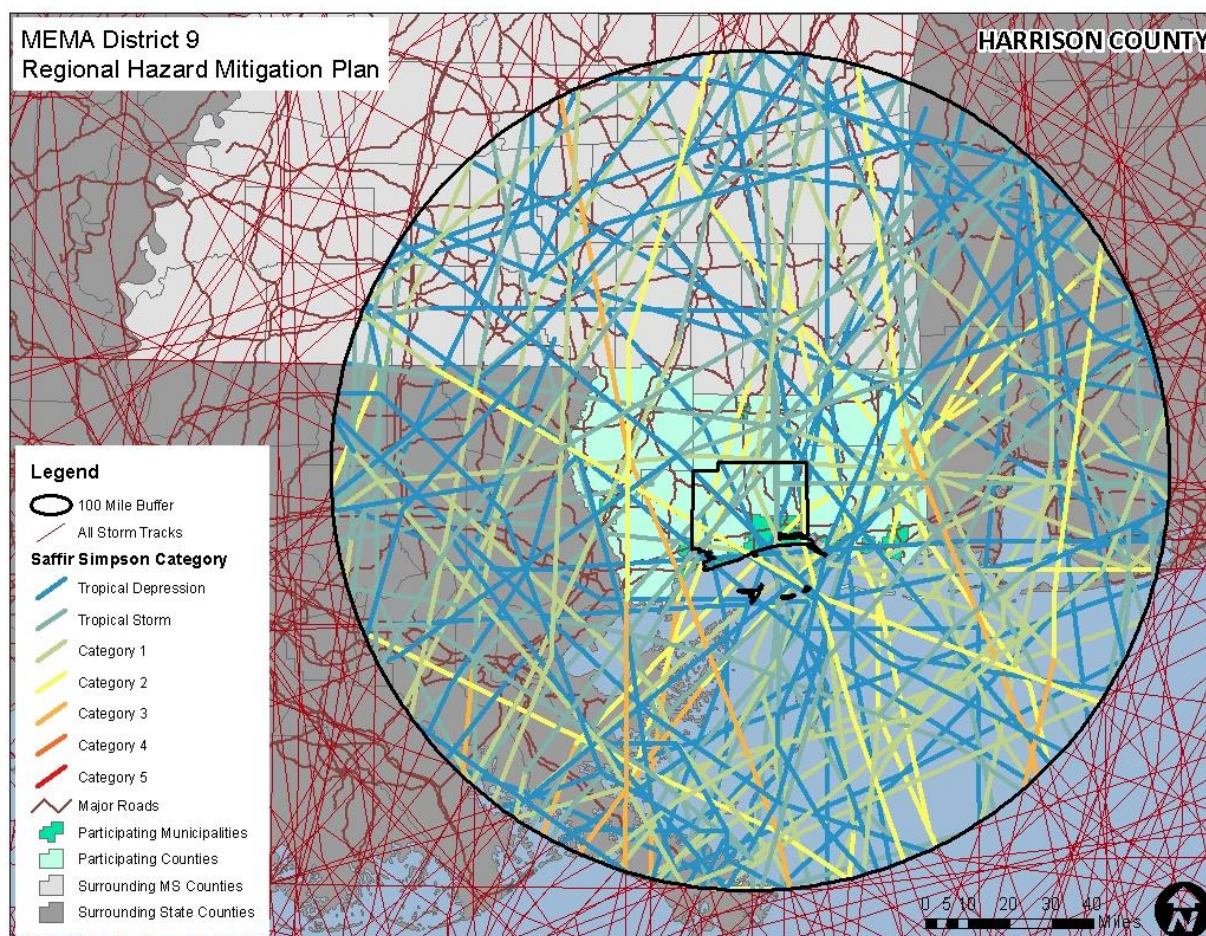 MEMA District 9
Regional Hazard Mitigation Plan
HARRISON COUNTY
Legend
100 Mile Buffer
All Storm Tracks
Saffir Simpson Category
Tropical Depression
Tropical Storm
Category 1
Category 2
Category 3
Category 4
Category 5
Major Roads
Participating Municipalities
Participating Counties
Surrounding MS Counties
Surrounding State Counties
0 5 10 20 30 40
Miles
N